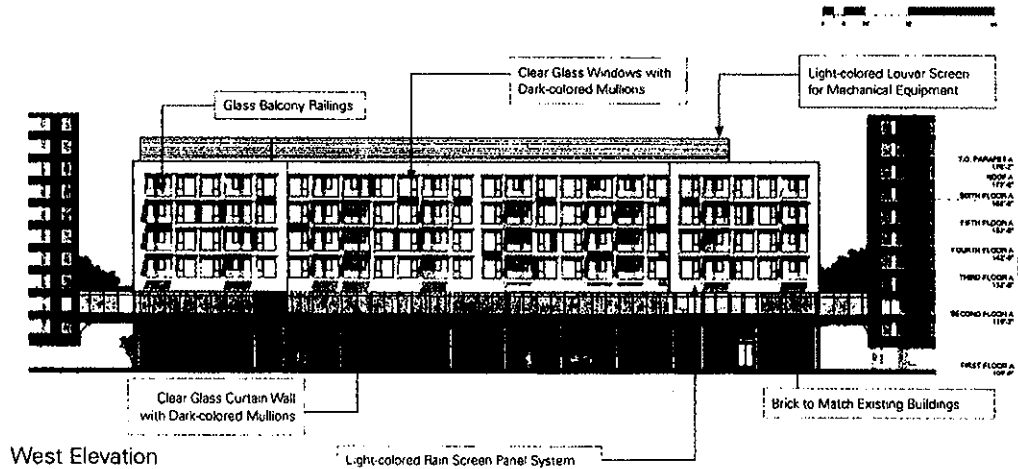 Clear Glass Windows with
Dark-colored Mullions
Light-colored Louver Screen
for Mechanical Equipment
Glass Balcony Railings
T.O. PARAPET A
ROOF A
SIXTH FLOOR A
FIFTH FLOOR A
FOURTH FLOOR A
THIRD FLOOR A
SECOND FLOOR A
FIRST FLOOR A
Clear Glass Curtain Wall
with Dark-colored Mullions
Brick to Match Existing Buildings
West Elevation
Light-colored Rain Screen Panel System